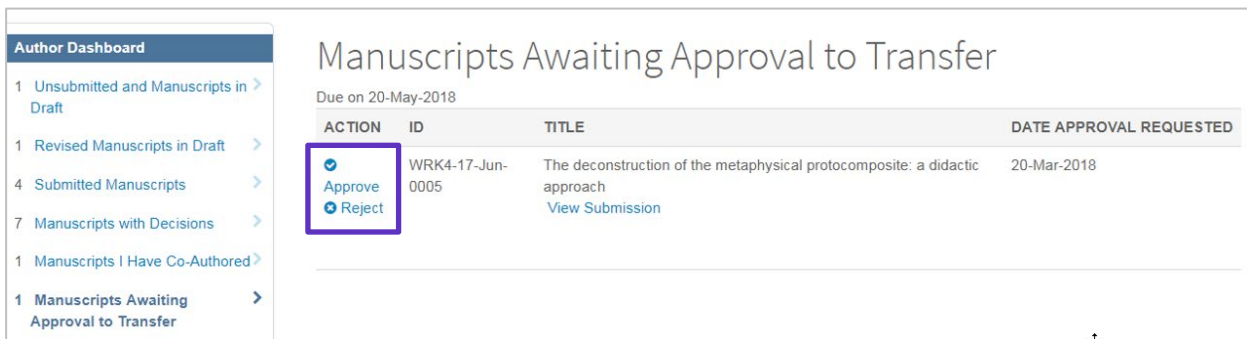 Author Dashboard
1 Unsubmitted and Manuscripts in
Draft
1 Revised Manuscripts in Draft
4 Submitted Manuscripts
7 Manuscripts with Decisions
1 Manuscripts I Have Co-Authored
1 Manuscripts Awaiting
Approval to Transfer
Manuscripts Awaiting Approval to Transfer
Due on 20-May-2018
ACTION ID TITLE DATE APPROVAL REQUESTED
WRK4-17-Jun- The deconstruction of the metaphysical protocomposite: a didactic 20-Mar-2018
Approve 0005 approach
Reject View Submission